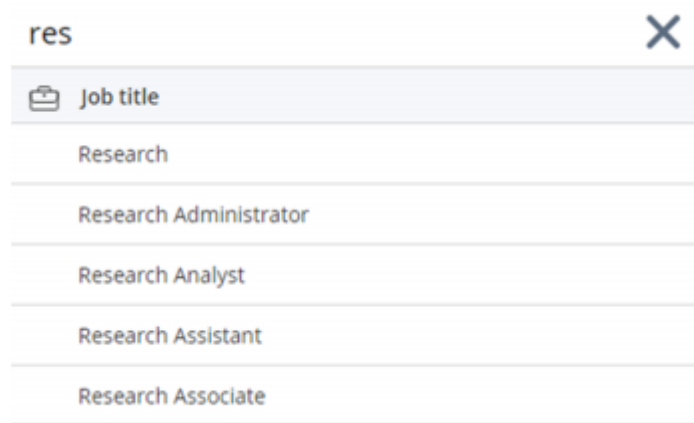 res
Job title
Research
Research Administrator
Research Analyst
Research Assistant
Research Associate